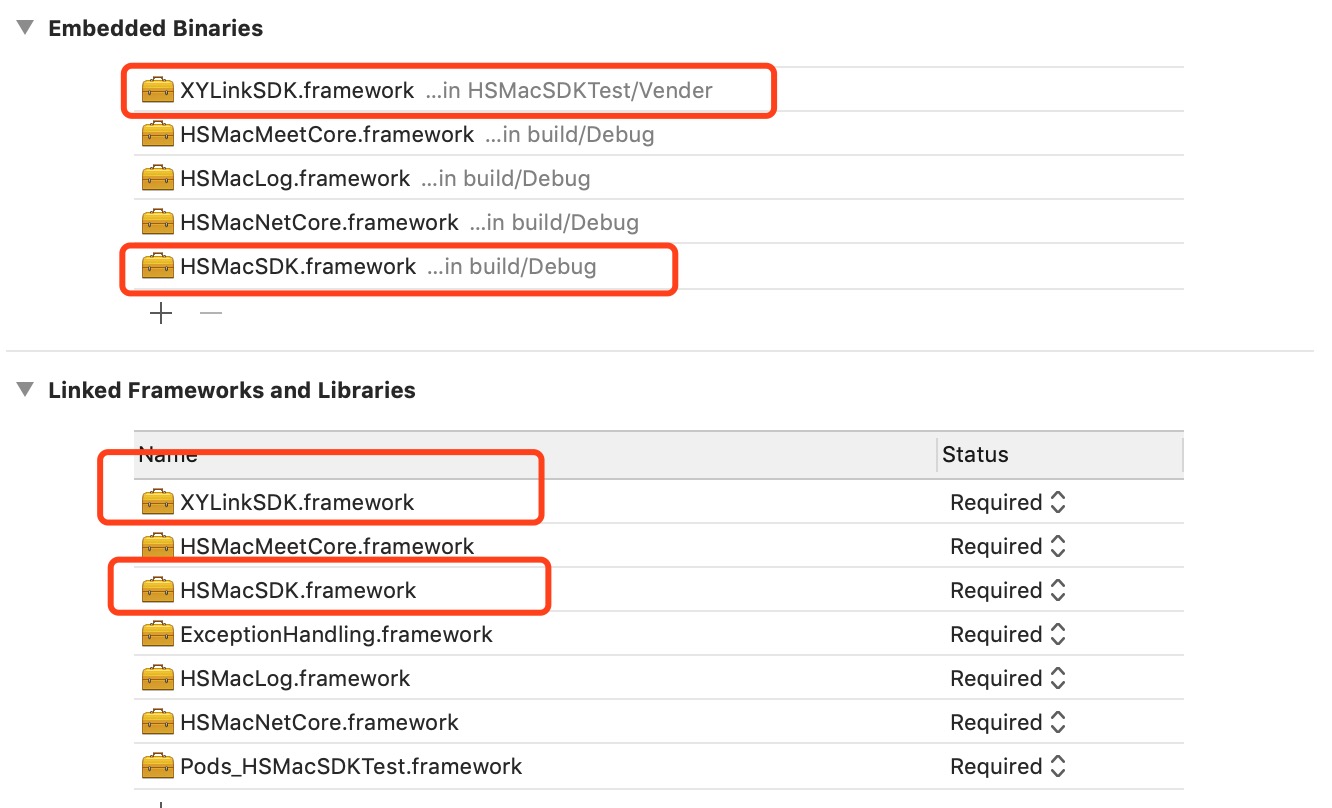 Embedded Binaries
XYLinkSDK.framework ...in HSMacSDKTest/Vender
HSMacMeetCore.framework ...in build/Debug
HSMacLog.framework ...in build/Debug
HSMacNetCore.framework ...in build/Debug
HSMacSDK.framework ...in build/Debug
Linked Frameworks and Libraries
Name Status
XYLinkSDK.framework Required
HSMacMeetCore.framework Required
HSMacSDK.framework Required
ExceptionHandling.framework Required
HSMacLog.framework Required
HSMacNetCore.framework Required
Pods_HSMacSDKTest.framework Required